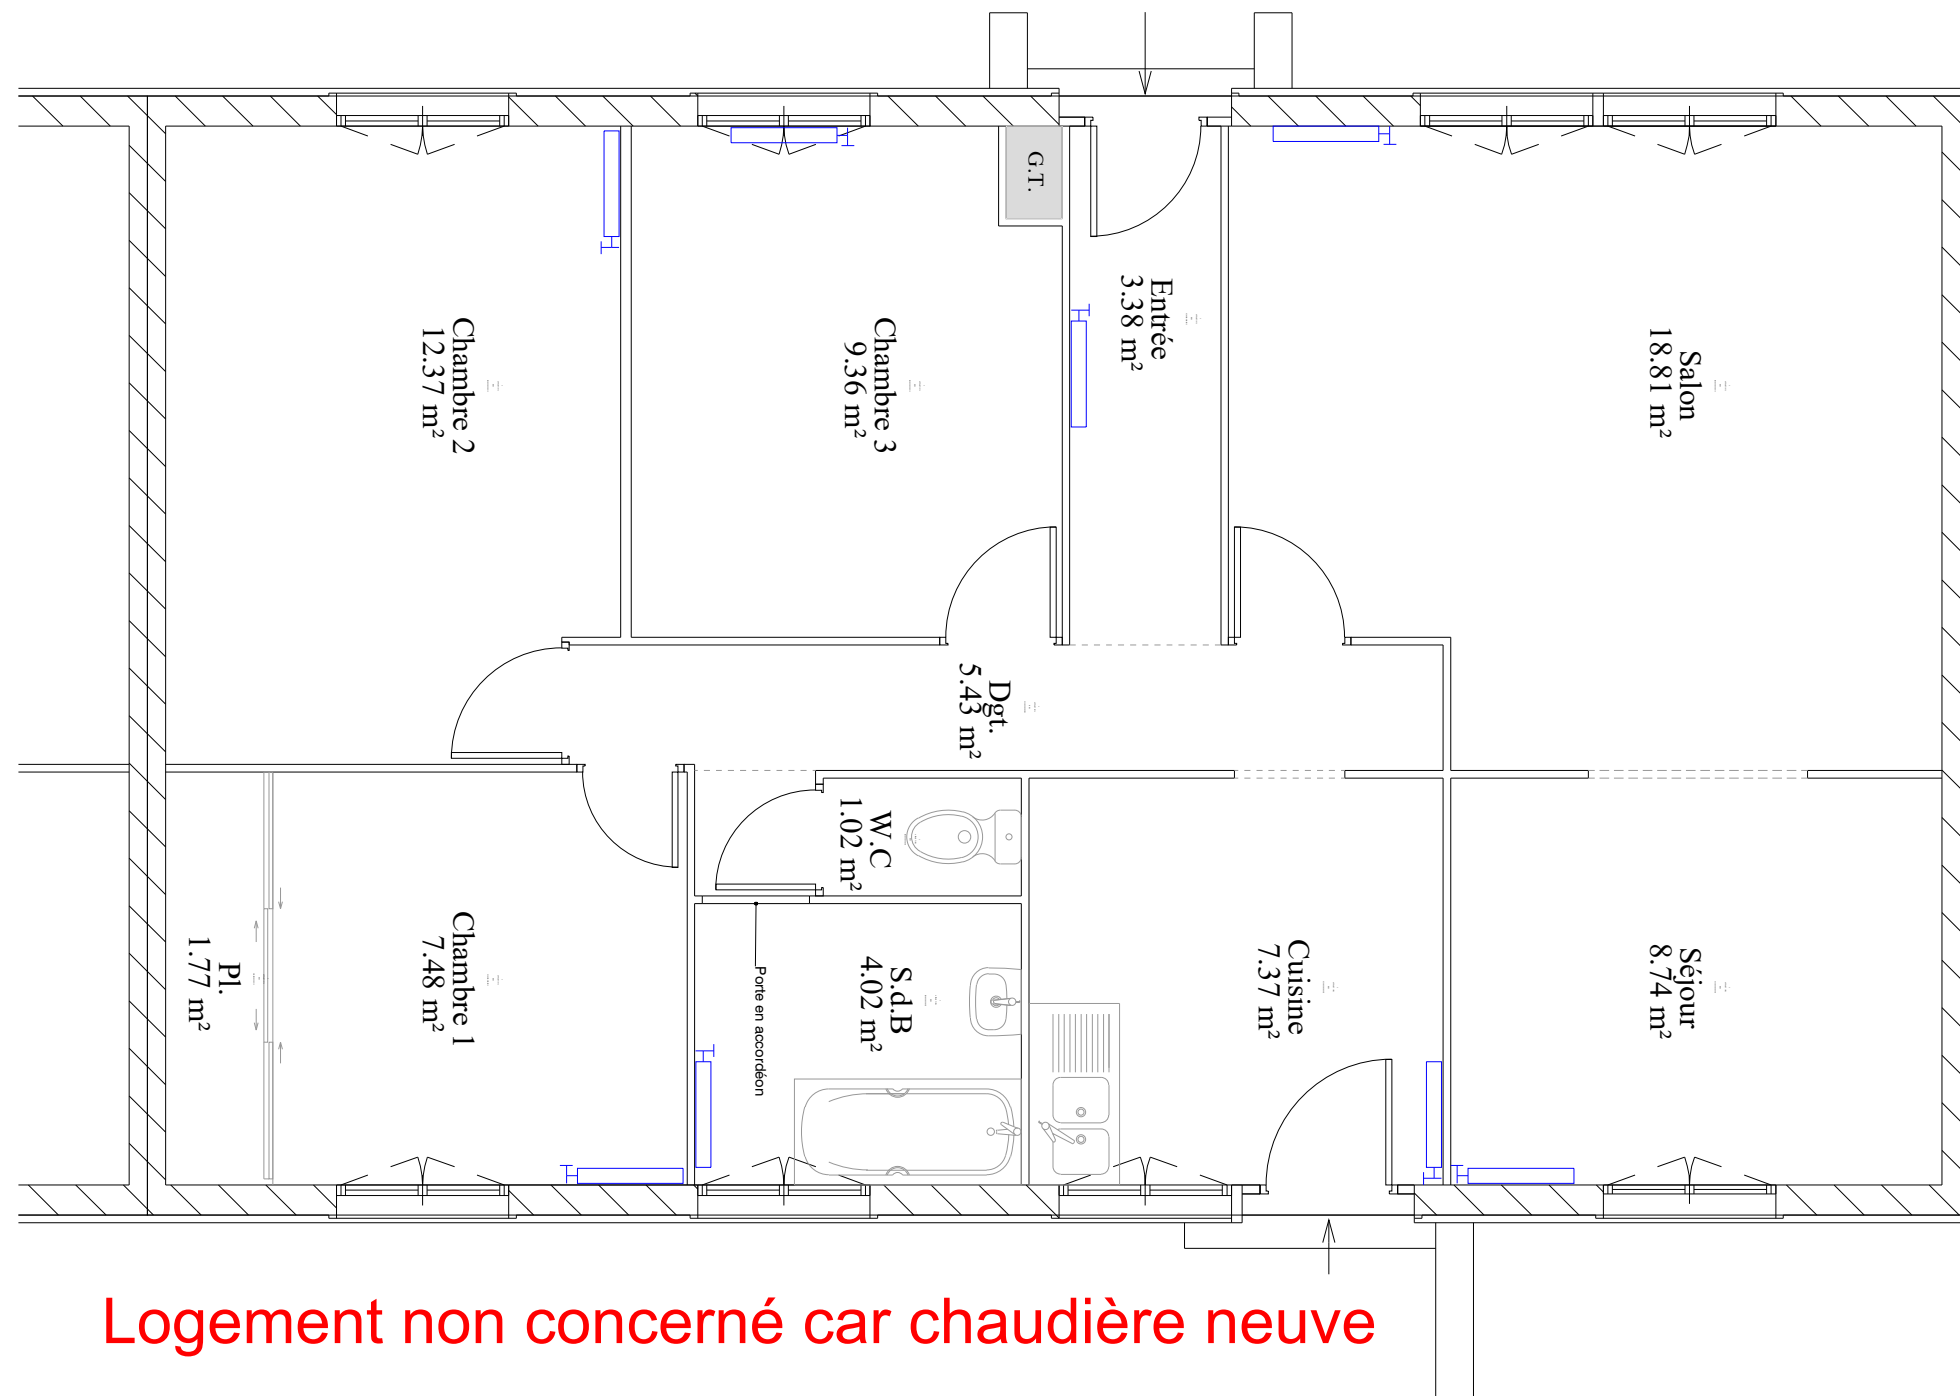 G.T.
Entrée
3.38 m²
Chambre 2
12.37 m²
Chambre 3
9.36 m²
Salon
18.81 m²
Dgt.
5.43 m²
W.C
1.02 m²
Pl.
1.77 m²
Chambre 1
7.48 m²
Porte en accordéon
S.d.B
4.02 m²
Cuisine
7.37 m²
Séjour
8.74 m²
Logement non concerné car chaudière neuve